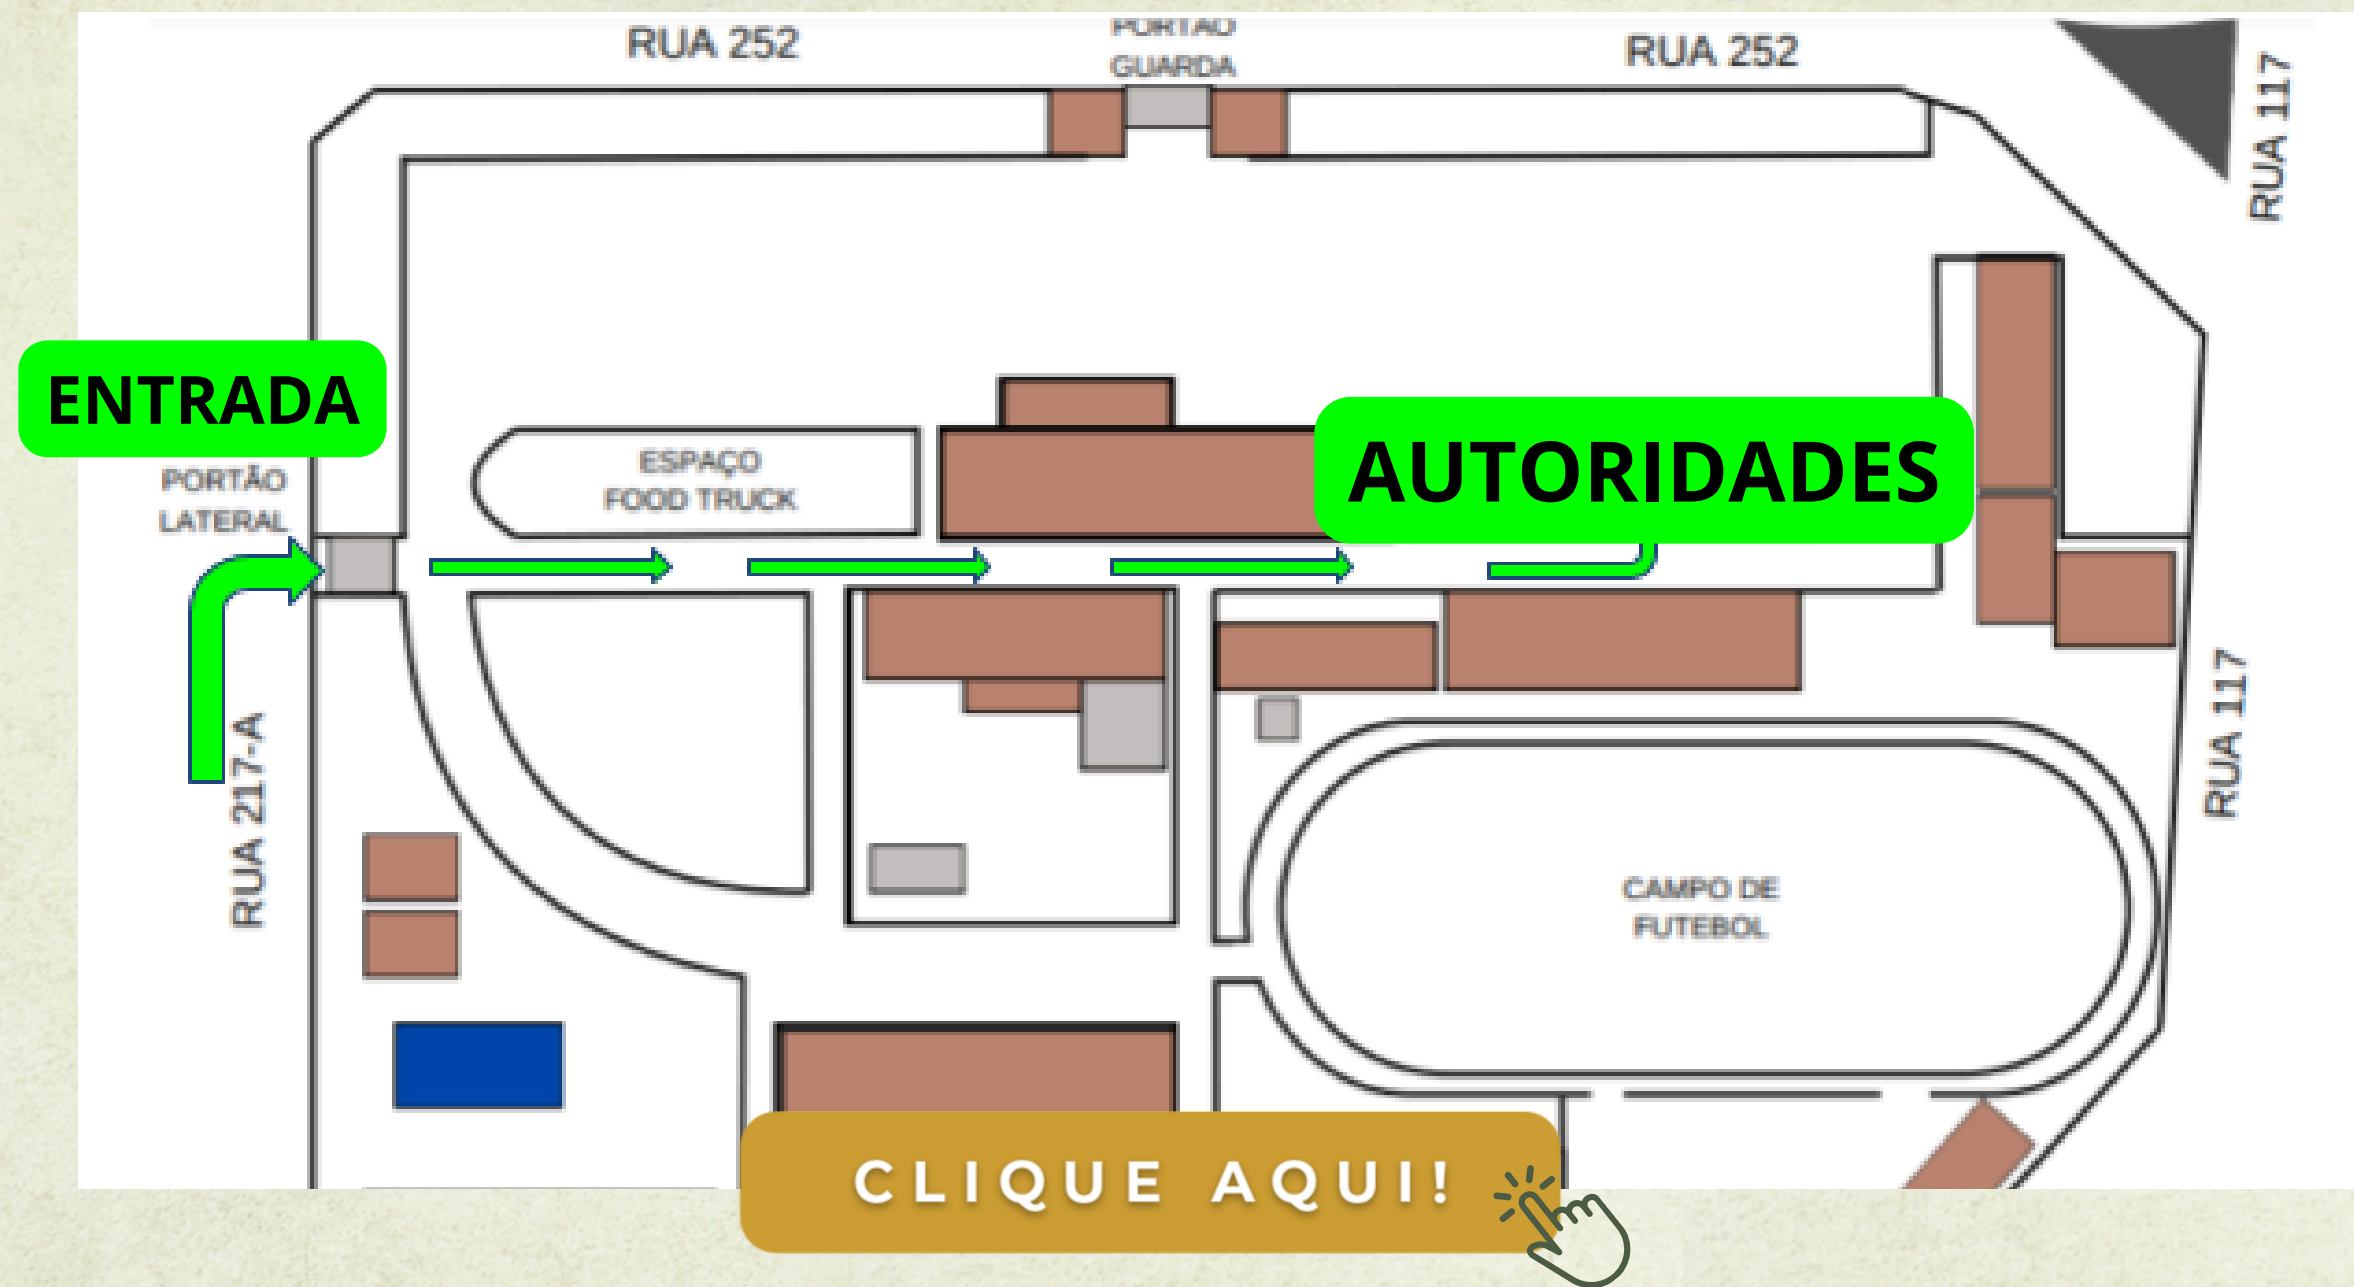 RUA 252
PORTÃO
GUARDA
RUA 252
RUA 117
ENTRADA
PORTÃO
LATERAL
ESPAÇO
FOOD TRUCK
AUTORIDADES
RUA 217-A
RUA 117
CAMPO DE
FUTEBOL
CLIQUE AQUI!